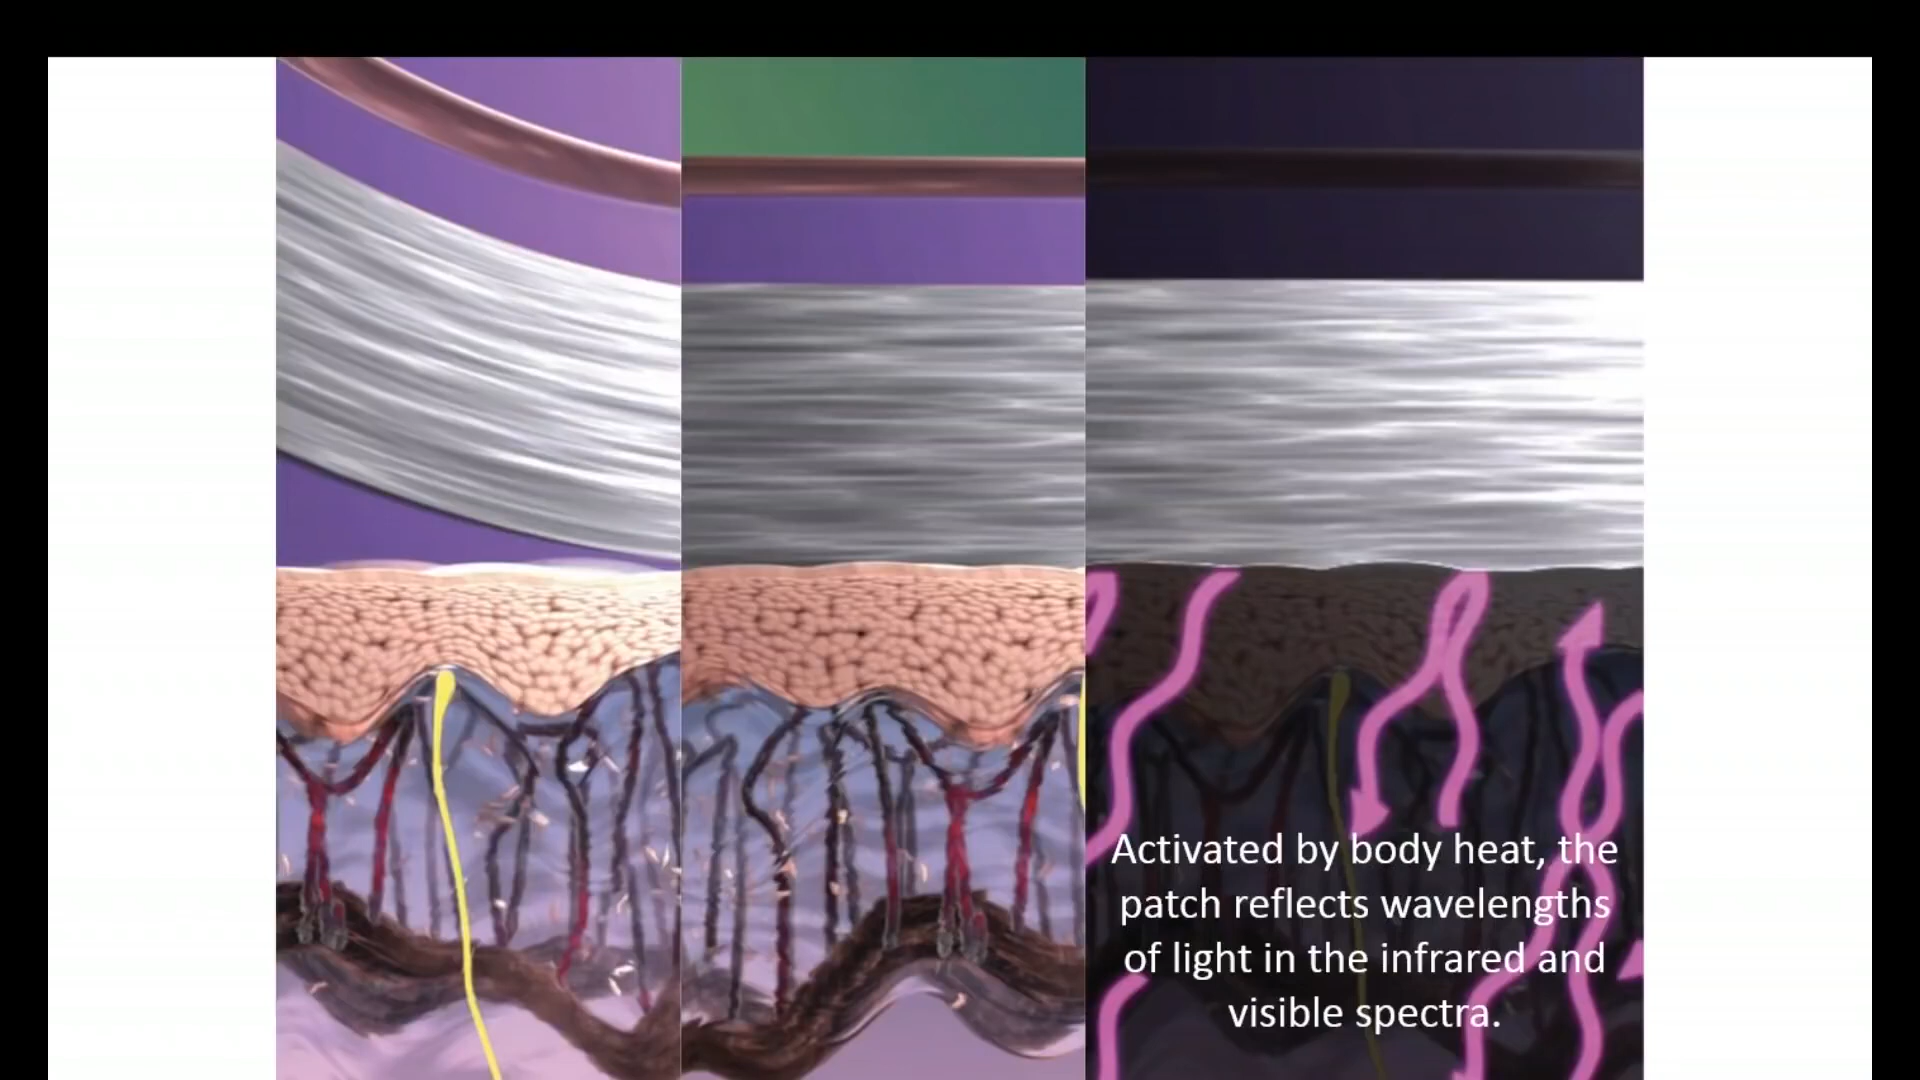 Activated by body heat, the
patch reflects wavelengths
of light in the infrared and
visible spectra.